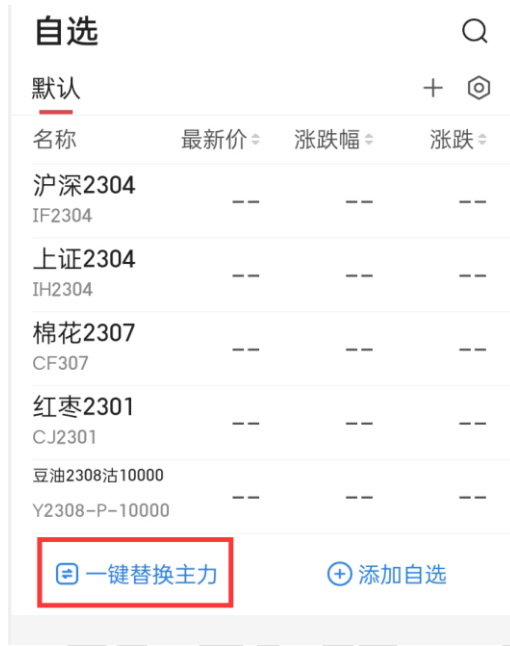 自选
默认
名称 最新价 涨跌幅 涨跌
沪深2304 -- -- --
IF2304
上证2304 -- -- --
IH2304
棉花2307 -- -- --
CF307
红枣2301 -- -- --
CJ2301
豆油2308沽10000 -- -- --
Y2308-P-10000
一键替换主力 添加自选